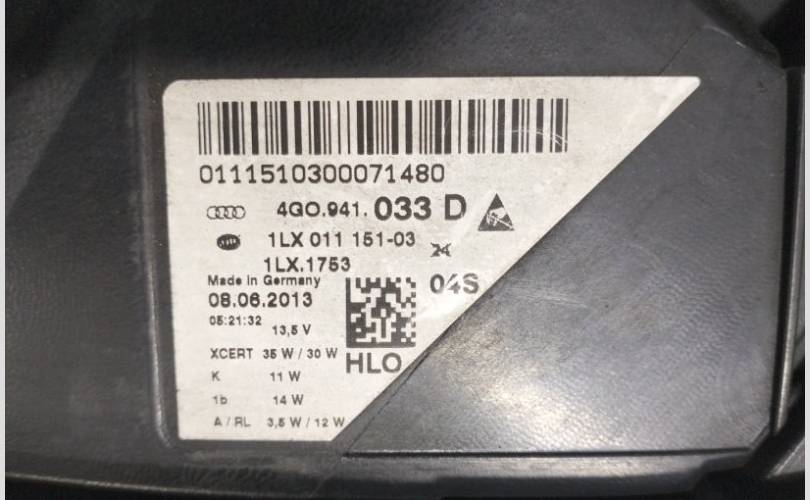 0111510300071480
4G0.941. 033 D
1LX 011 151-03
24
1LX.1753
Made in Germany
08.06.2013
04S
05:21:32
13,5 V
XCERT 35 W / 30 W
HLO
K 11 W
1b 14 W
A / RL 3,5 W / 12 W